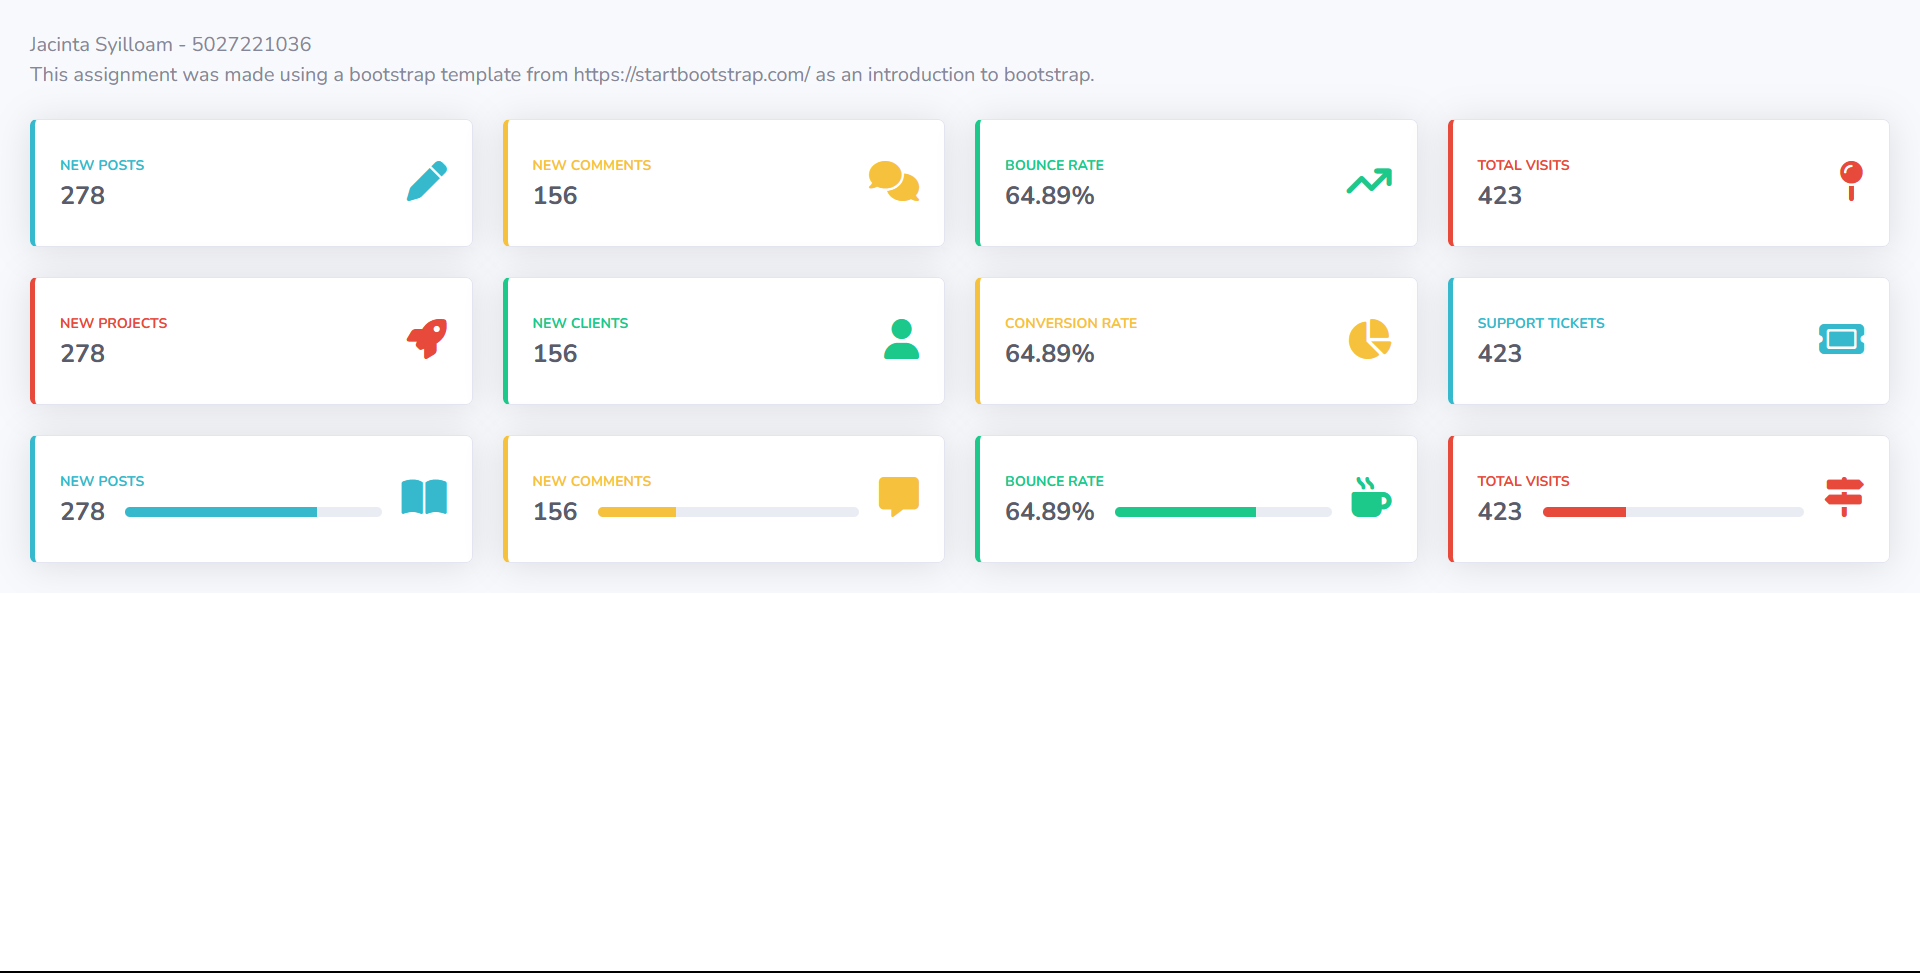 Jacinta Syilloam - 5027221036
This assignment was made using a bootstrap template from https://startbootstrap.com/ as an introduction to bootstrap.
NEW POSTS
278
NEW COMMENTS
156
BOUNCE RATE
64.89%
TOTAL VISITS
423
NEW PROJECTS
278
NEW CLIENTS
156
CONVERSION RATE
64.89%
SUPPORT TICKETS
423
NEW POSTS
278
NEW COMMENTS
156
BOUNCE RATE
64.89%
TOTAL VISITS
423